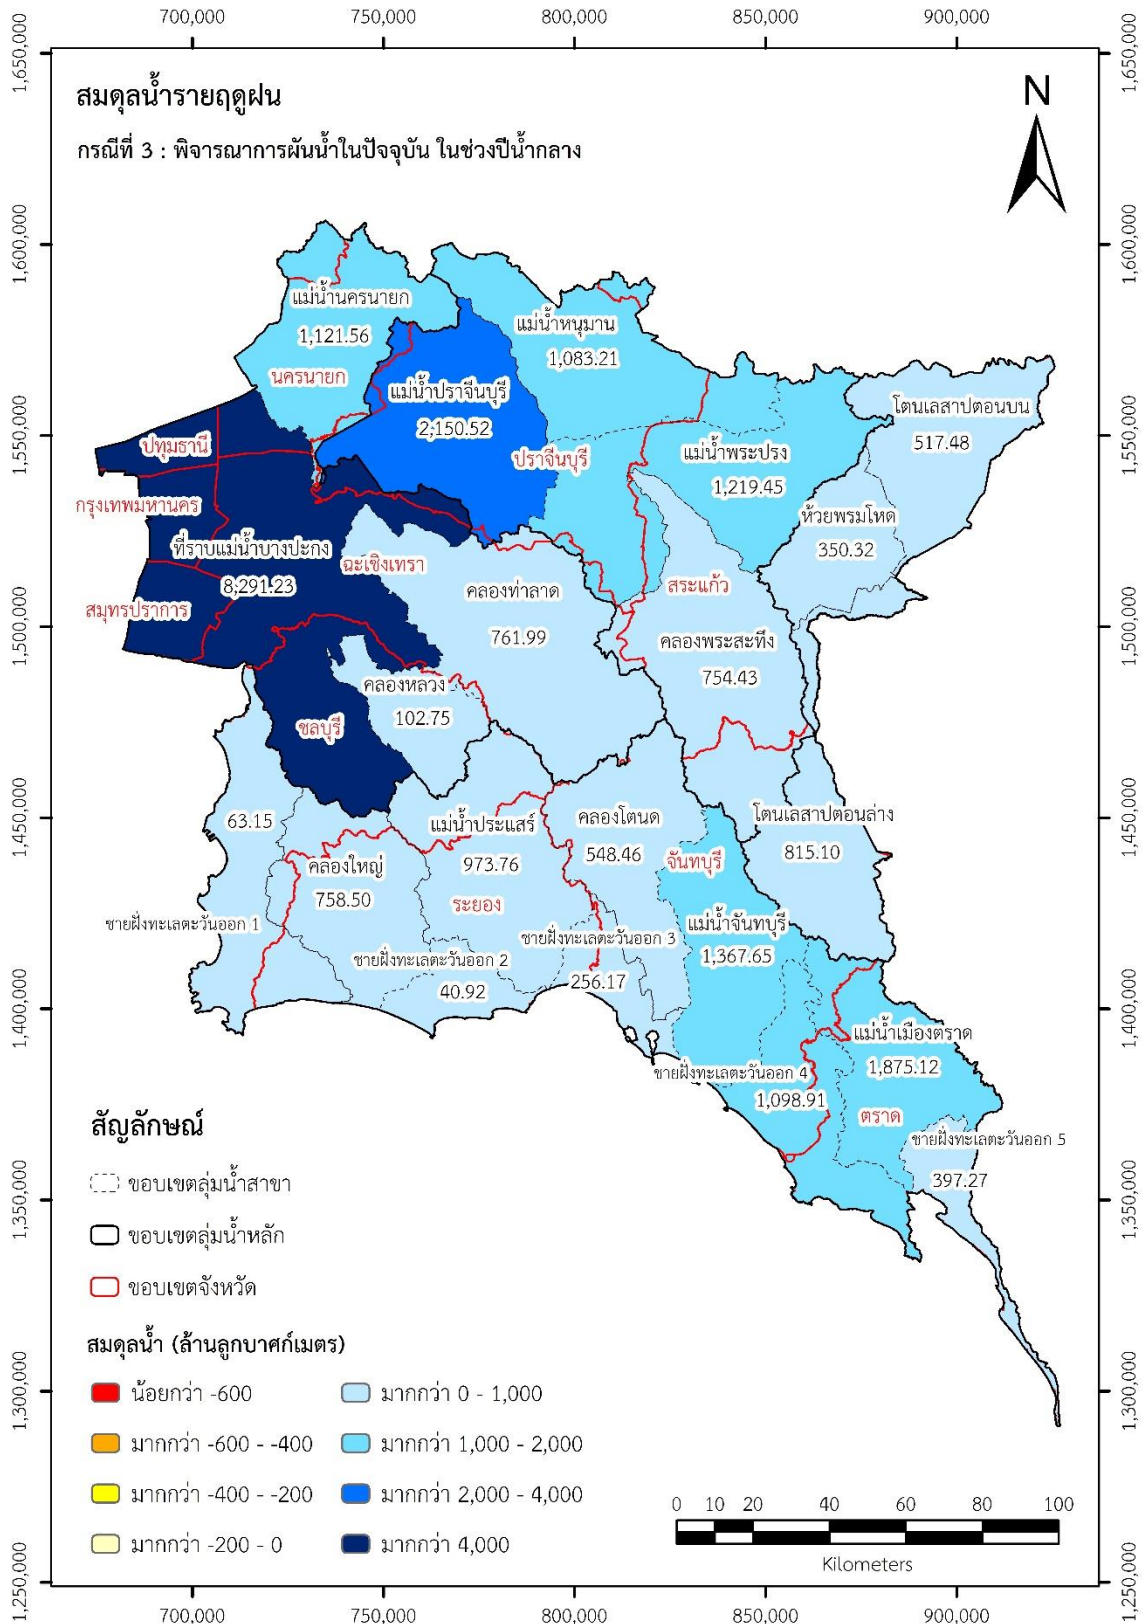 700,000 750,000 800,000 850,000 900,000
1,650,000 1,650,000
สมดุลน้ำรายฤดูฝน
กรณีที่ 3 : พิจารณาการผันน้ำในปัจจุบัน ในช่วงปีน้ำกลาง
N
1,600,000 1,600,000
แม่น้ำนครนายก
1,121.56
นครนายก
แม่น้ำหนุมาน
1,083.21
แม่น้ำปราจีนบุรี
2,150.52
ปราจีนบุรี
โตนเลสาปตอนบน
517.48
1,550,000 1,550,000
ปทุมธานี
แม่น้ำพระปรง
1,219.45
กรุงเทพมหานคร
ห้วยพรมโหด
350.32
ที่ราบแม่น้ำบางปะกง
8,291.23
ฉะเชิงเทรา
สมุทรปราการ
คลองท่าลาด
761.99
สระแก้ว
คลองพระสะทึง
754.43
1,500,000 1,500,000
คลองหลวง
102.75
ชลบุรี
63.15
แม่น้ำประแสร์
973.76
คลองโตนด
548.46
โตนเลสาปตอนล่าง
815.10
1,450,000 1,450,000
คลองใหญ่
758.50
ระยอง
จันทบุรี
ชายฝั่งทะเลตะวันออก 1
แม่น้ำจันทบุรี
1,367.65
ชายฝั่งทะเลตะวันออก 3
256.17
ชายฝั่งทะเลตะวันออก 2
40.92
1,400,000 1,400,000
แม่น้ำเมืองตราด
1,875.12
ชายฝั่งทะเลตะวันออก 4
1,098.91
ตราด
ชายฝั่งทะเลตะวันออก 5
397.27
1,350,000 1,350,000
สัญลักษณ์
ขอบเขตลุ่มน้ำสาขา
ขอบเขตลุ่มน้ำหลัก
ขอบเขตจังหวัด
สมดุลน้ำ (ล้านลูกบาศก์เมตร)
น้อยกว่า -600
มากกว่า -600 - -400
มากกว่า -400 - -200
มากกว่า -200 - 0
มากกว่า 0 - 1,000
มากกว่า 1,000 - 2,000
มากกว่า 2,000 - 4,000
มากกว่า 4,000
1,300,000 1,300,000
0 10 20 40 60 80 100
Kilometers
1,250,000 1,250,000
700,000 750,000 800,000 850,000 900,000